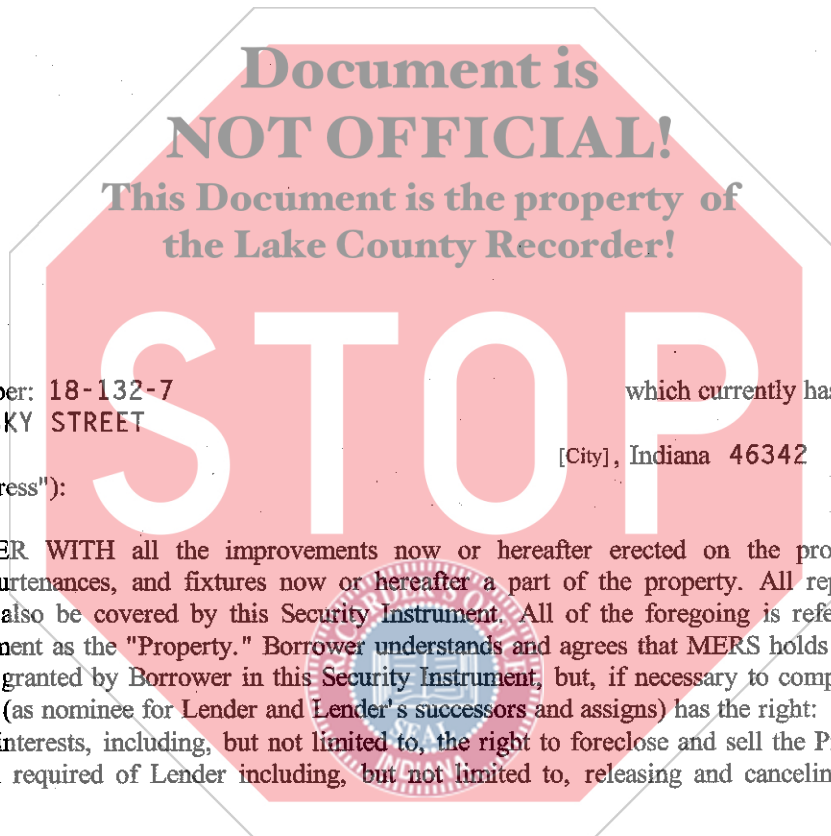 Document is
NOT OFFICIAL!
This Document is the property of
the Lake County Recorder!
STOP
ber: 18-132-7 which currently has
KY STREET
[City], Indiana 46342
ress"):
ER WITH all the improvements now or hereafter erected on the pro
urtenances, and fixtures now or hereafter a part of the property. All rep
also be covered by this Security Instrument. All of the foregoing is refe
ment as the "Property." Borrower understands and agrees that MERS holds
granted by Borrower in this Security Instrument, but, if necessary to comp
(as nominee for Lender and Lender's successors and assigns) has the right:
interests, including, but not limited to, the right to foreclose and sell the P
required of Lender including, but not limited to, releasing and cancelin
RECORDER'S OFFICE
SEAL
INDIANA